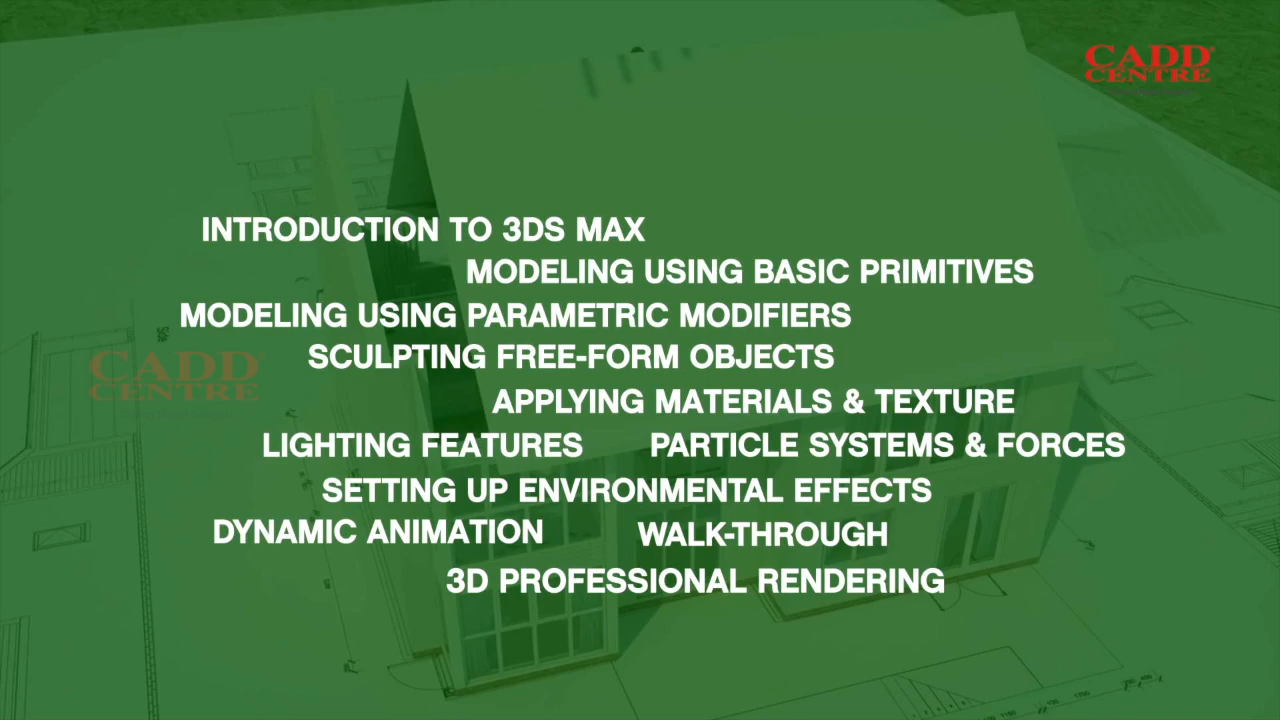 CADD
CENTRE
INTRODUCTION TO 3DS MAX
MODELING USING BASIC PRIMITIVES
MODELING USING PARAMETRIC MODIFIERS
SCULPTING FREE-FORM OBJECTS
CADD
CENTRE
APPLYING MATERIALS & TEXTURE
LIGHTING FEATURES PARTICLE SYSTEMS & FORCES
SETTING UP ENVIRONMENTAL EFFECTS
DYNAMIC ANIMATION WALK-THROUGH
3D PROFESSIONAL RENDERING